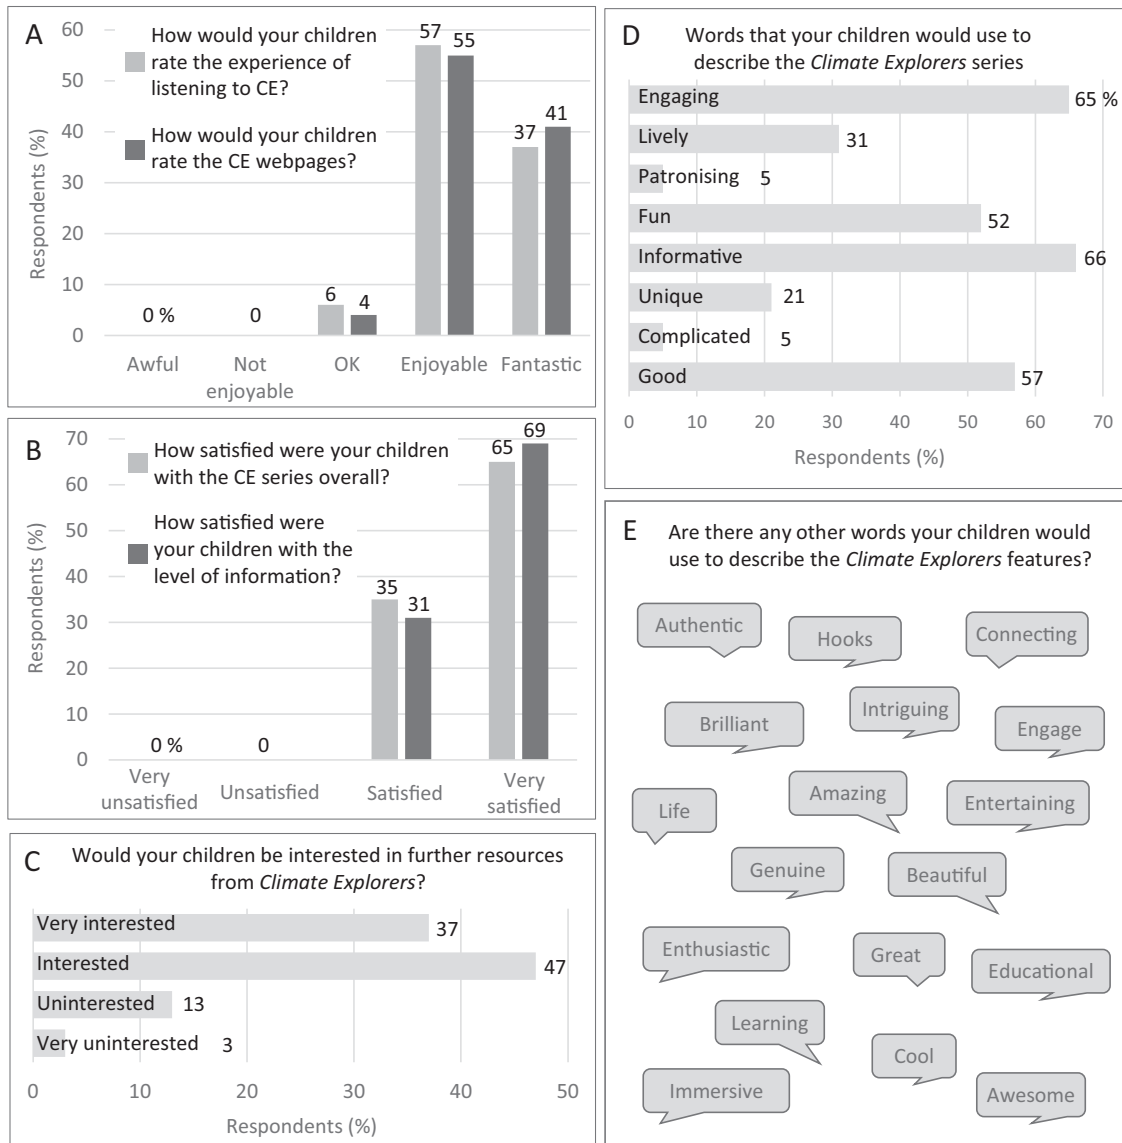 A
How would your children
rate the experience of
listening to CE?
How would your children
rate the CE webpages?
Respondents (%)
60
50
40
30
20
10
0
0 %
0
6
4
57
55
37
41
Awful
Not
enjoyable
OK
Enjoyable
Fantastic
B
How satisfied were your children
with the CE series overall?
How satisfied were
your children with the
level of information?
Respondents (%)
70
60
50
40
30
20
10
0
0 %
0
35
31
65
69
Very
unsatisfied
Unsatisfied
Satisfied
Very
satisfied
C
Would your children be interested in further resources
from Climate Explorers?
Very interested 37
Interested 47
Uninterested 13
Very uninterested 3
0 10 20 30 40 50
Respondents (%)
D
Words that your children would use to
describe the Climate Explorers series
Engaging 65 %
Lively 31
Patronising 5
Fun 52
Informative 66
Unique 21
Complicated 5
Good 57
0 10 20 30 40 50 60 70
Respondents (%)
E
Are there any other words your children would
use to describe the Climate Explorers features?
Authentic
Hooks
Connecting
Brilliant
Intriguing
Engage
Life
Amazing
Entertaining
Genuine
Beautiful
Enthusiastic
Great
Educational
Learning
Cool
Immersive
Awesome